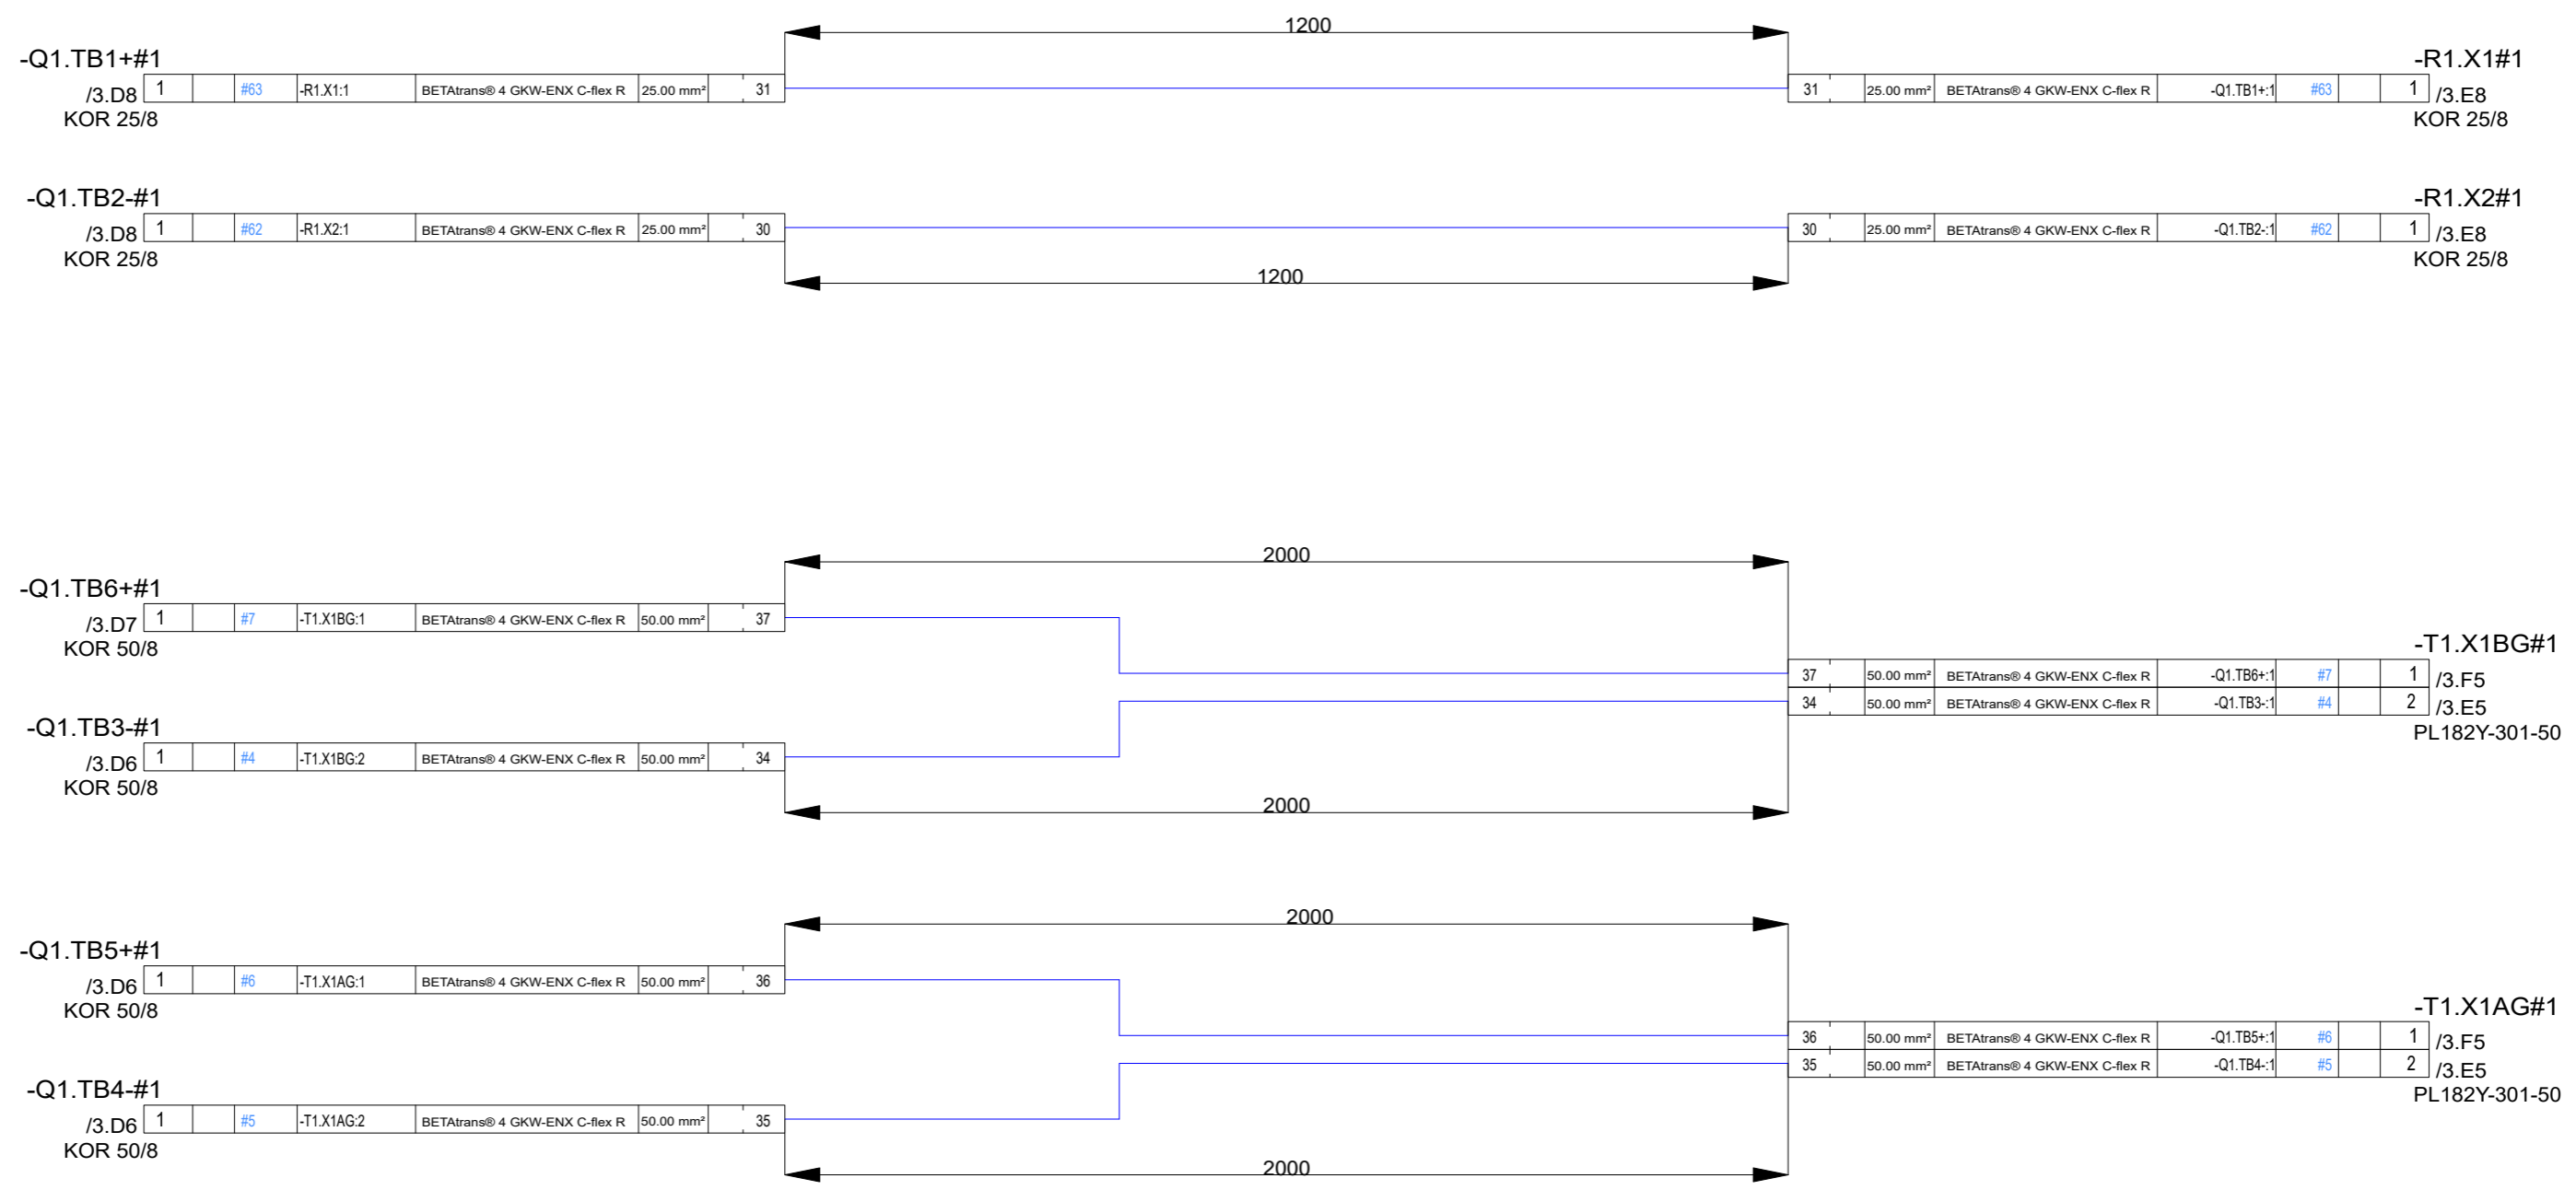 1200
-Q1.TB1+#1 -R1.X1#1
/3.D8 1 #63 -R1.X1:1 BETAtrans® 4 GKW-ENX C-flex R 25.00 mm² 31 31 25.00 mm² BETAtrans® 4 GKW-ENX C-flex R -Q1.TB1+:1 #63 1 /3.E8
KOR 25/8 KOR 25/8
-Q1.TB2-#1 -R1.X2#1
/3.D8 1 #62 -R1.X2:1 BETAtrans® 4 GKW-ENX C-flex R 25.00 mm² 30 30 25.00 mm² BETAtrans® 4 GKW-ENX C-flex R -Q1.TB2-:1 #62 1 /3.E8
KOR 25/8 KOR 25/8
1200
2000
-Q1.TB6+#1
/3.D7 1 #7 -T1.X1BG:1 BETAtrans® 4 GKW-ENX C-flex R 50.00 mm² 37
KOR 50/8 -T1.X1BG#1
37 50.00 mm² BETAtrans® 4 GKW-ENX C-flex R -Q1.TB6+:1 #7 1 /3.F5
34 50.00 mm² BETAtrans® 4 GKW-ENX C-flex R -Q1.TB3-:1 #4 2 /3.E5
-Q1.TB3-#1 PL182Y-301-50
/3.D6 1 #4 -T1.X1BG:2 BETAtrans® 4 GKW-ENX C-flex R 50.00 mm² 34
KOR 50/8
2000
2000
-Q1.TB5+#1
/3.D6 1 #6 -T1.X1AG:1 BETAtrans® 4 GKW-ENX C-flex R 50.00 mm² 36
KOR 50/8 -T1.X1AG#1
36 50.00 mm² BETAtrans® 4 GKW-ENX C-flex R -Q1.TB5+:1 #6 1 /3.F5
35 50.00 mm² BETAtrans® 4 GKW-ENX C-flex R -Q1.TB4-:1 #5 2 /3.E5
-Q1.TB4-#1 PL182Y-301-50
/3.D6 1 #5 -T1.X1AG:2 BETAtrans® 4 GKW-ENX C-flex R 50.00 mm² 35
KOR 50/8
2000